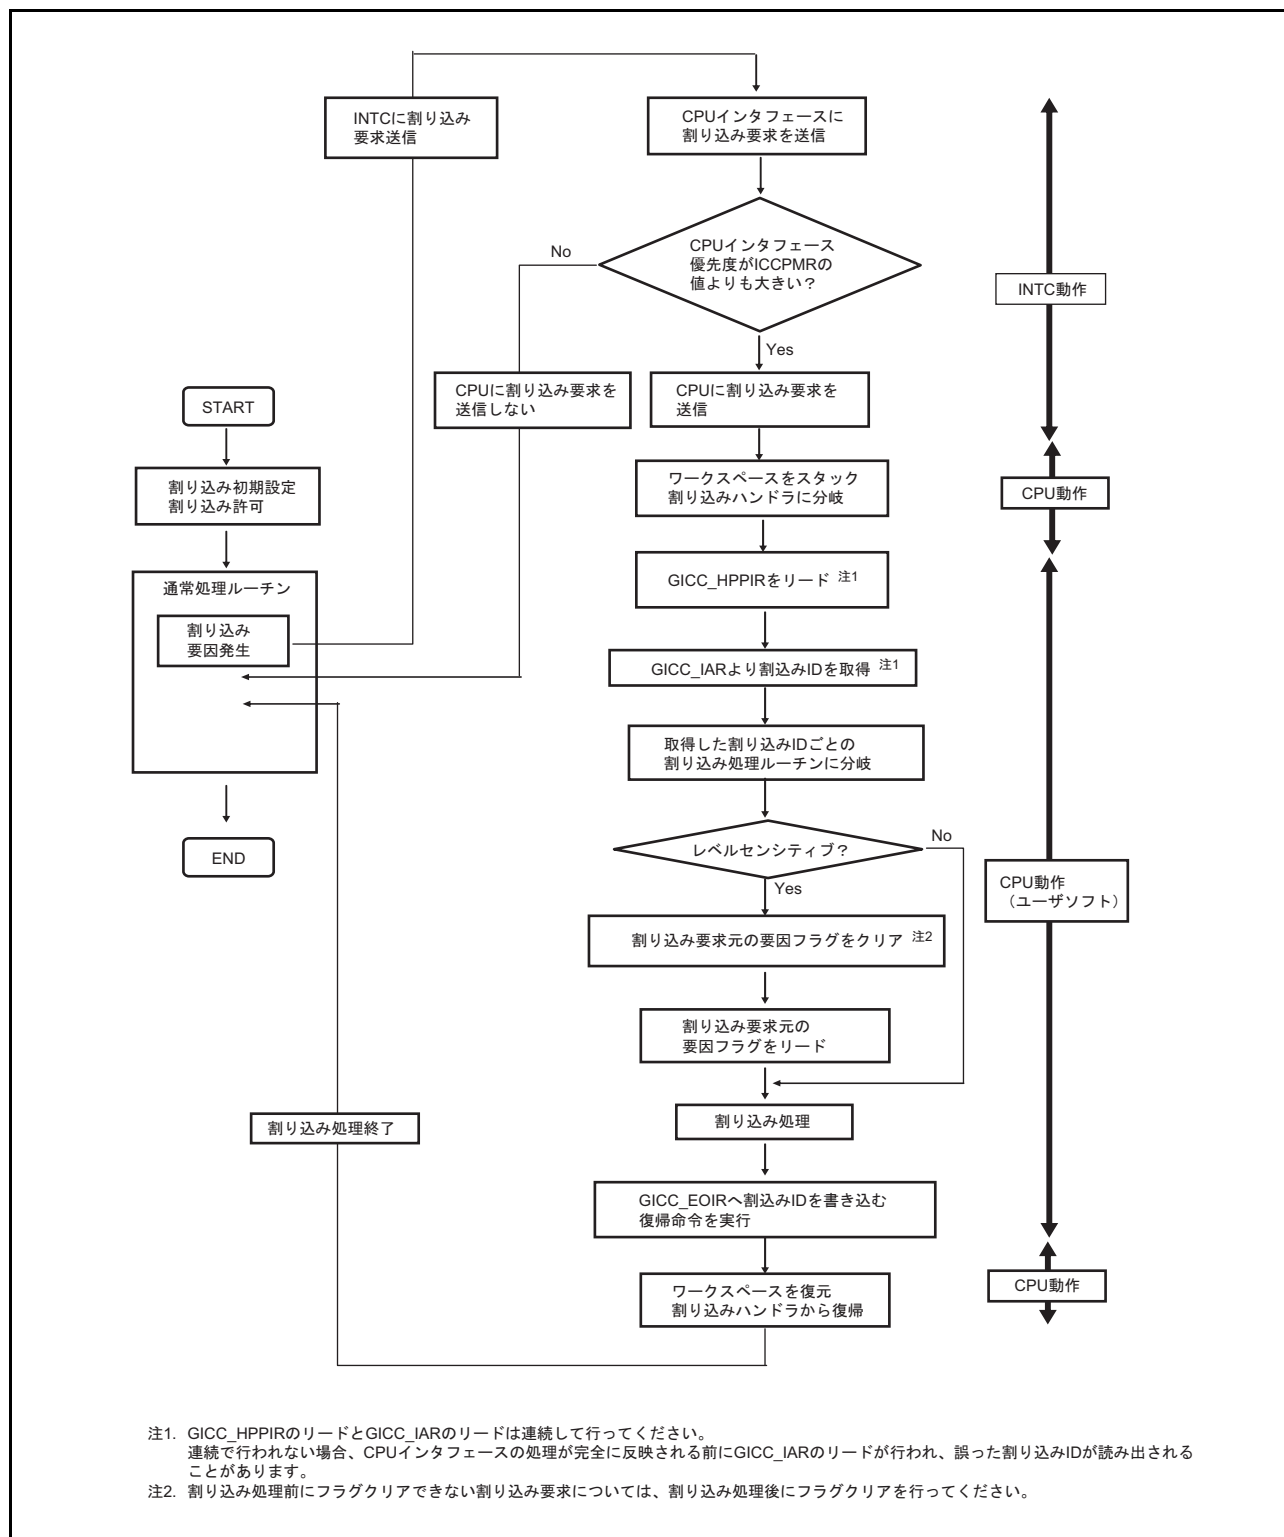 INTCに割り込み
要求送信
CPUインタフェースに
割り込み要求を送信
CPUインタフェース
優先度がICCPMRの
値よりも大きい？
No
Yes
INTC動作
CPUに割り込み要求を
送信しない
CPUに割り込み要求を
送信
START
割り込み初期設定
割り込み許可
ワークスペースをスタック
割り込みハンドラに分岐
CPU動作
通常処理ルーチン
割り込み
要因発生
GICC_HPPIRをリード 注1
GICC_IARより割込みIDを取得 注1
取得した割り込みIDごとの
割り込み処理ルーチンに分岐
END
レベルセンシティブ？
No
Yes
CPU動作
（ユーザソフト）
割り込み要求元の要因フラグをクリア 注2
割り込み要求元の
要因フラグをリード
割り込み処理
割り込み処理終了
GICC_EOIRへ割込みIDを書き込む
復帰命令を実行
ワークスペースを復元
割り込みハンドラから復帰
CPU動作
注1. GICC_HPPIRのリードとGICC_IARのリードは連続して行ってください。
連続で行われない場合、CPUインタフェースの処理が完全に反映される前にGICC_IARのリードが行われ、誤った割り込みIDが読み出される
ことがあります。
注2. 割り込み処理前にフラグクリアできない割り込み要求については、割り込み処理後にフラグクリアを行ってください。